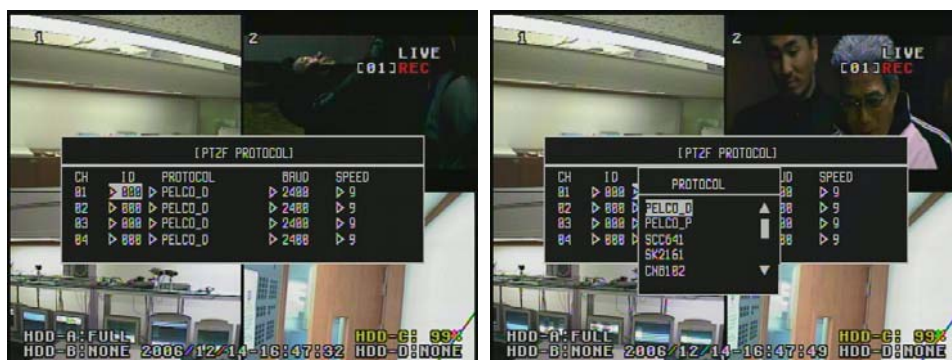 1 2
LIVE
[01]REC
[PTZF PROTOCOL]
CH ID PROTOCOL BAUD SPEED
01 000 PELCO_D 2400 9
02 000 PELCO_D 2400 9
03 000 PELCO_D 2400 9
04 000 PELCO_D 2400 9
HDD-A:FULL HDD-C: 99%
HDD-B:NONE 2006/12/14-16:47:32 HDD-D:NONE
1 2
LIVE
[01]REC
[PTZF PROTOCOL]
CH ID UD SPEED
01 000 9
02 000 9
03 000 9
04 000 9
PROTOCOL
PELCO_D
PELCO_P
SCC641
SK2161
HDD-A:FULL HDD-C: 99%
HDD-B:NONE 2006/12/14-16:47:49 HDD-D:NONE